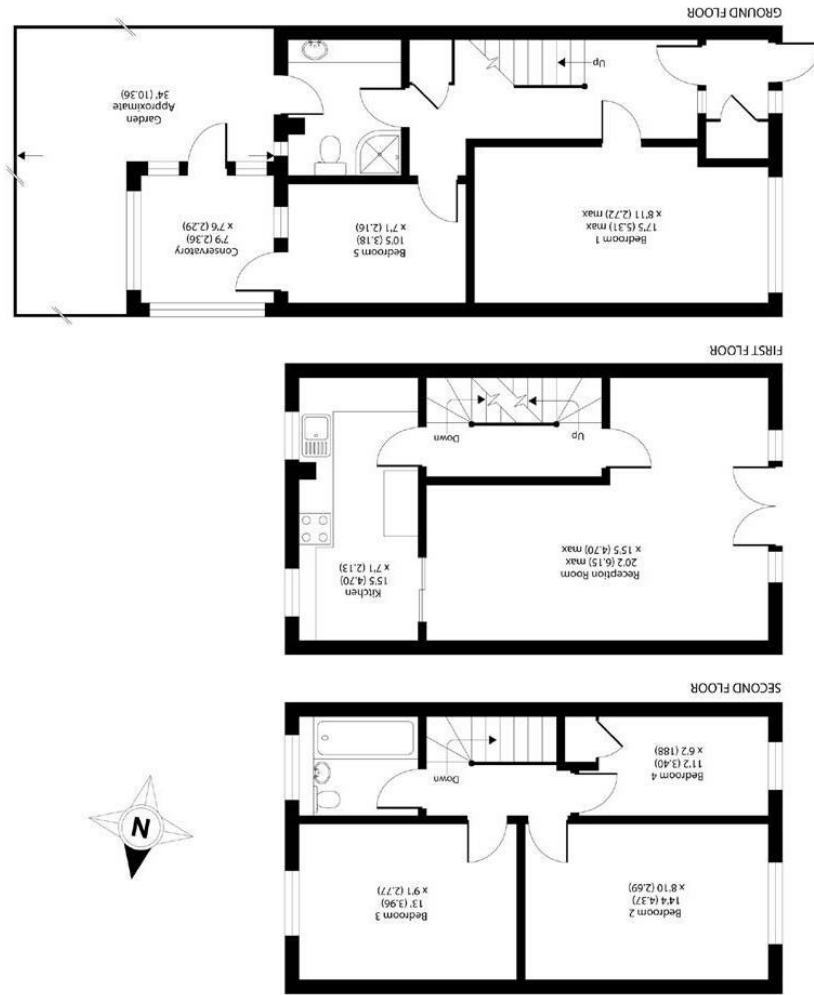 Bedroom 2
14'4 (4.37)
x 8'10 (2.69)
Bedroom 3
13' (3.96)
x 9'1 (2.77)
Bedroom 4
11'2 (3.40)
x 6'2 (188)
Down
N
SECOND FLOOR
Reception Room
20'2 (6.15) max
x 15'5 (4.70) max
Kitchen
15'5 (4.70)
x 7'1 (2.13)
Up
Down
FIRST FLOOR
Bedroom 1
17'5 (5.31) max
x 8'11 (2.72) max
Bedroom 5
10'5 (3.18)
x 7'1 (2.16)
Conservatory
7'9 (2.36)
x 7'6 (2.29)
Garden
Approximate
34' (10.36)
Up
GROUND FLOOR